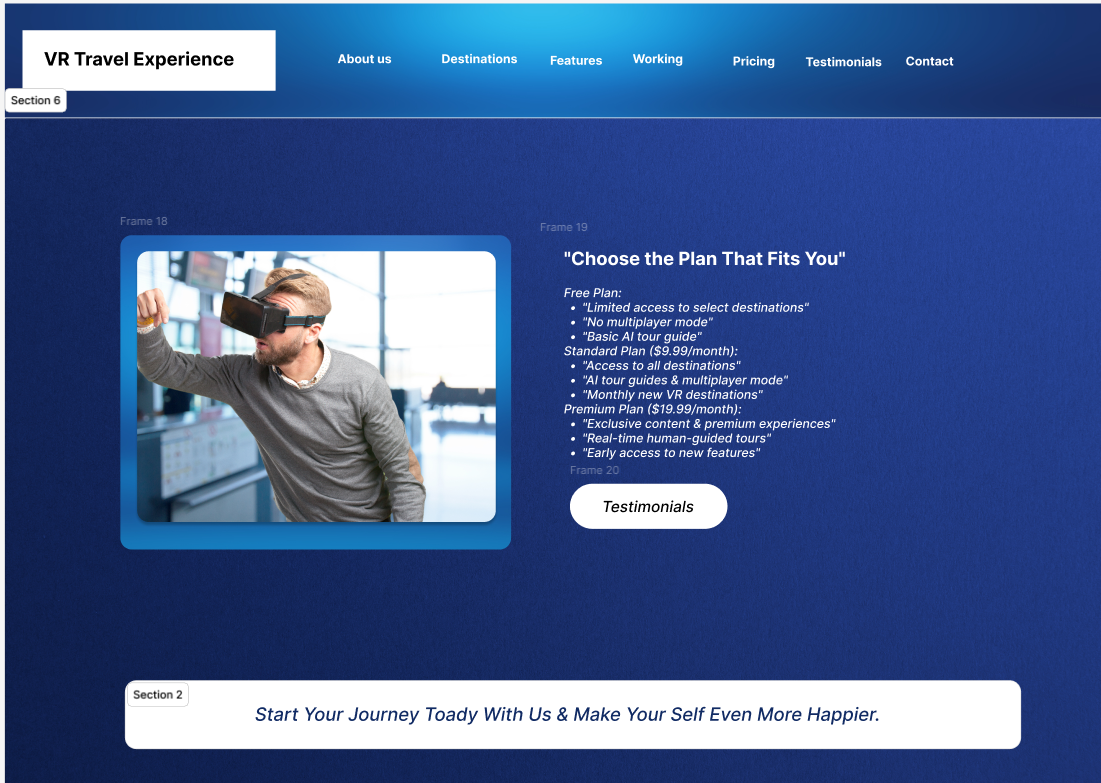 VR Travel Experience
About us
Destinations
Features
Working
Pricing
Testimonials
Contact
Section 6
Frame 18
Frame 19
"Choose the Plan That Fits You"
Free Plan:
• "Limited access to select destinations"
• "No multiplayer mode"
• "Basic AI tour guide"
Standard Plan ($9.99/month):
• "Access to all destinations"
• "AI tour guides & multiplayer mode"
• "Monthly new VR destinations"
Premium Plan ($19.99/month):
• "Exclusive content & premium experiences"
• "Real-time human-guided tours"
• "Early access to new features"
Frame 20
Testimonials
Section 2
Start Your Journey Toady With Us & Make Your Self Even More Happier.